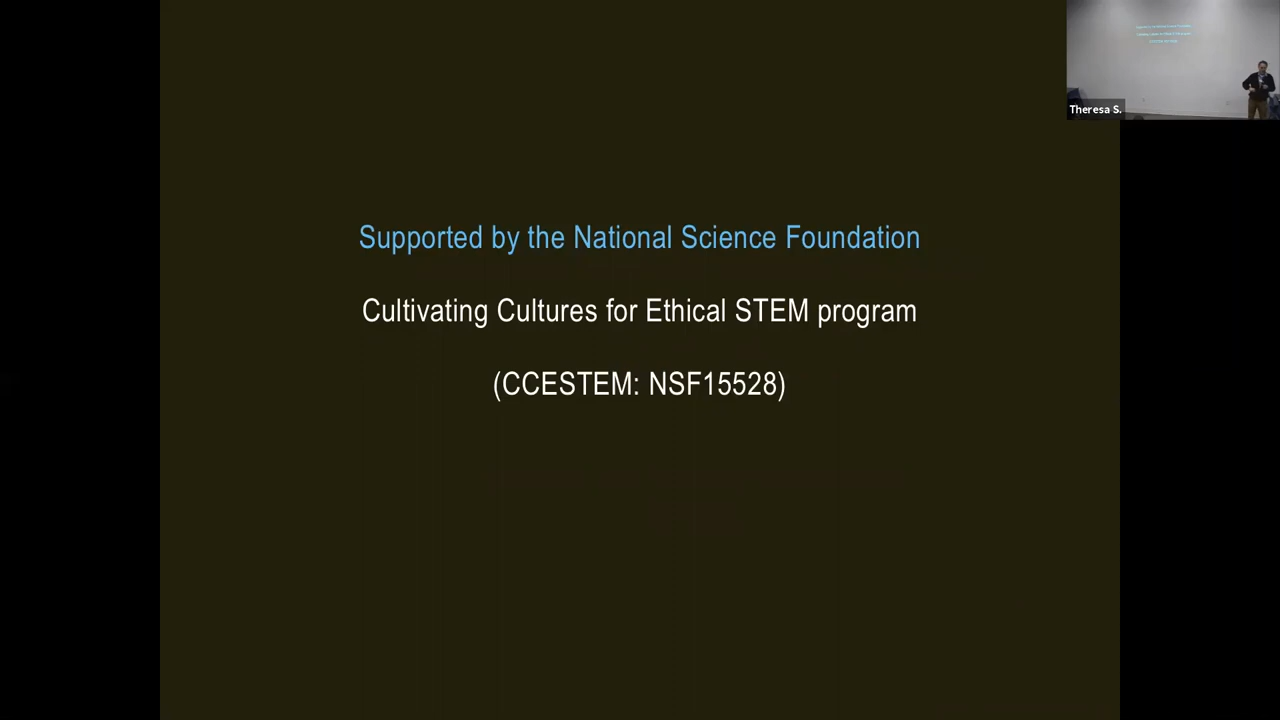 Supported by the National Science Foundation
Cultivating Cultures for Ethical STEM program
(CCESTEM: NSF15528)
Theresa S.